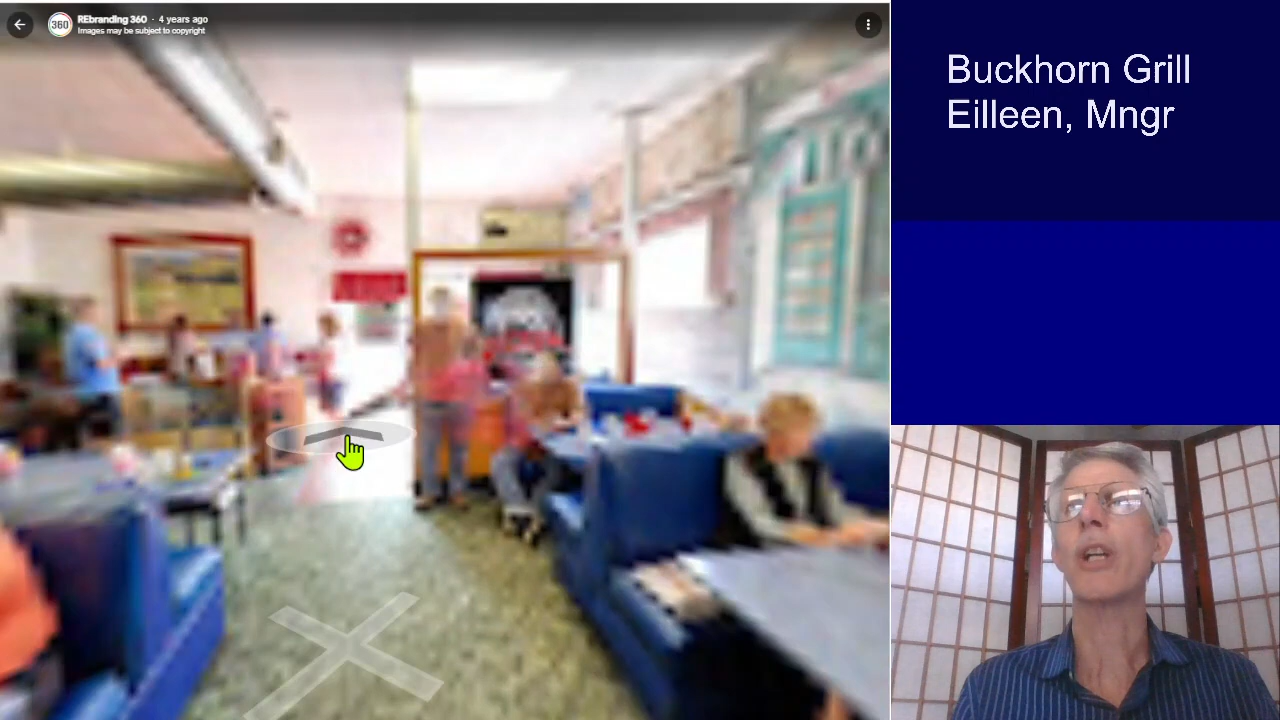 360
REbranding 360 · 4 years ago
Images may be subject to copyright
Buckhorn Grill
Eilleen, Mngr